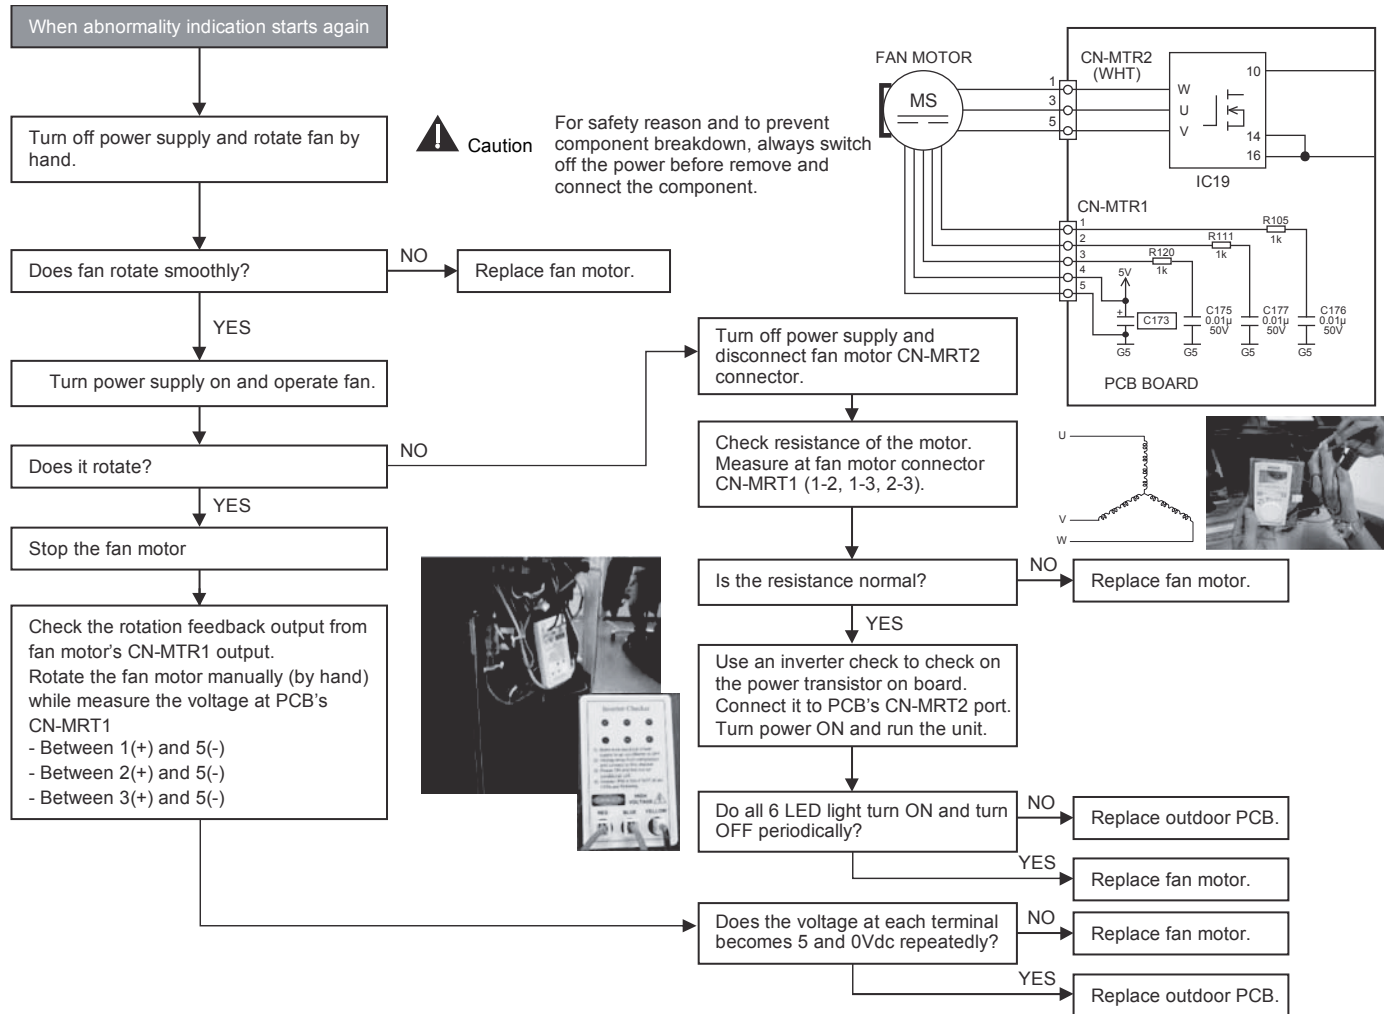 When abnormality indication starts again
Turn off power supply and rotate fan by
hand.
Caution
For safety reason and to prevent
component breakdown, always switch
off the power before remove and
connect the component.
Does fan rotate smoothly?
NO
Replace fan motor.
YES
Turn power supply on and operate fan.
Does it rotate?
NO
YES
Stop the fan motor
Check the rotation feedback output from
fan motor's CN-MTR1 output.
Rotate the fan motor manually (by hand)
while measure the voltage at PCB's
CN-MRT1
- Between 1(+) and 5(-)
- Between 2(+) and 5(-)
- Between 3(+) and 5(-)
Turn off power supply and
disconnect fan motor CN-MRT2
connector.
Check resistance of the motor.
Measure at fan motor connector
CN-MRT1 (1-2, 1-3, 2-3).
Is the resistance normal?
NO
Replace fan motor.
YES
Use an inverter check to check on
the power transistor on board.
Connect it to PCB's CN-MRT2 port.
Turn power ON and run the unit.
Do all 6 LED light turn ON and turn
OFF periodically?
NO
Replace outdoor PCB.
YES
Replace fan motor.
Does the voltage at each terminal
becomes 5 and 0Vdc repeatedly?
NO
Replace fan motor.
YES
Replace outdoor PCB.
FAN MOTOR
MS
CN-MTR2
(WHT)
1
3
5
W
U
V
10
14
16
IC19
CN-MTR1
1
2
3
4
5
R105
1k
R111
1k
R120
1k
5V
+
C173
C175
0.01µ
50V
C177
0.01µ
50V
C176
0.01µ
50V
G5
G5
G5
G5
PCB BOARD
U
V
W
Inverter Checker
HIGH
VOLTAGE
RED
BLUE
YELLOW